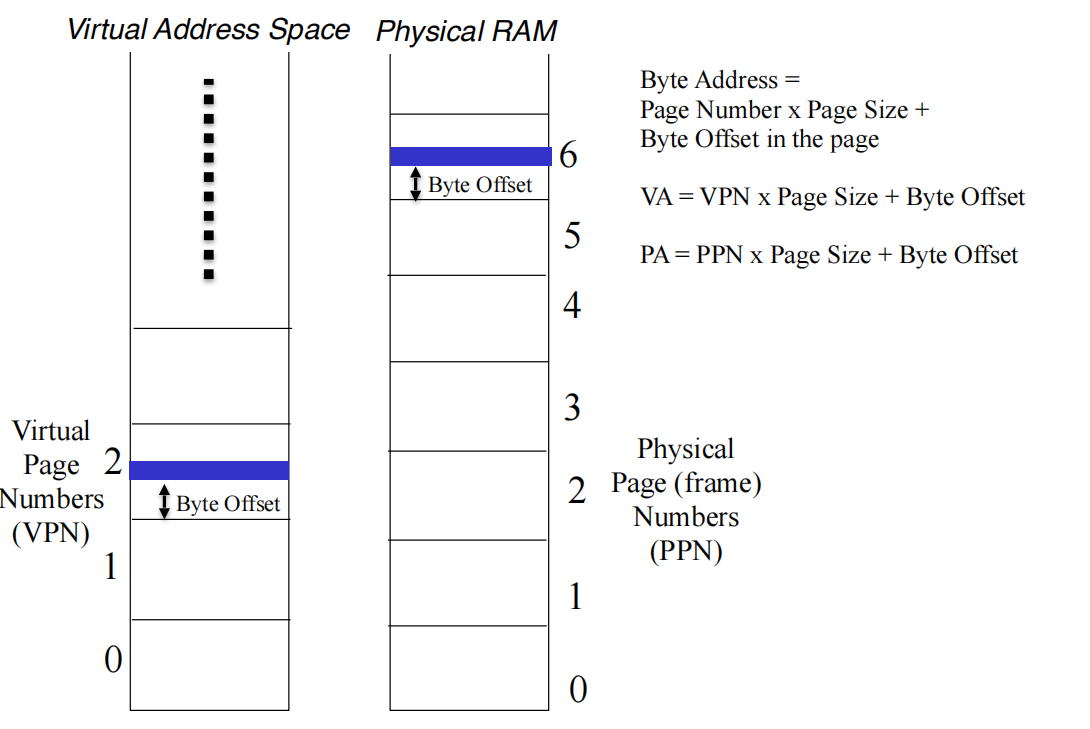 Virtual Address Space
Physical RAM
Byte Address =
Page Number x Page Size +
Byte Offset in the page
VA = VPN x Page Size + Byte Offset
PA = PPN x Page Size + Byte Offset
6
Byte Offset
5
4
3
2
1
0
Physical
Page (frame)
Numbers
(PPN)
Virtual
Page
Numbers
(VPN)
2
Byte Offset
1
0